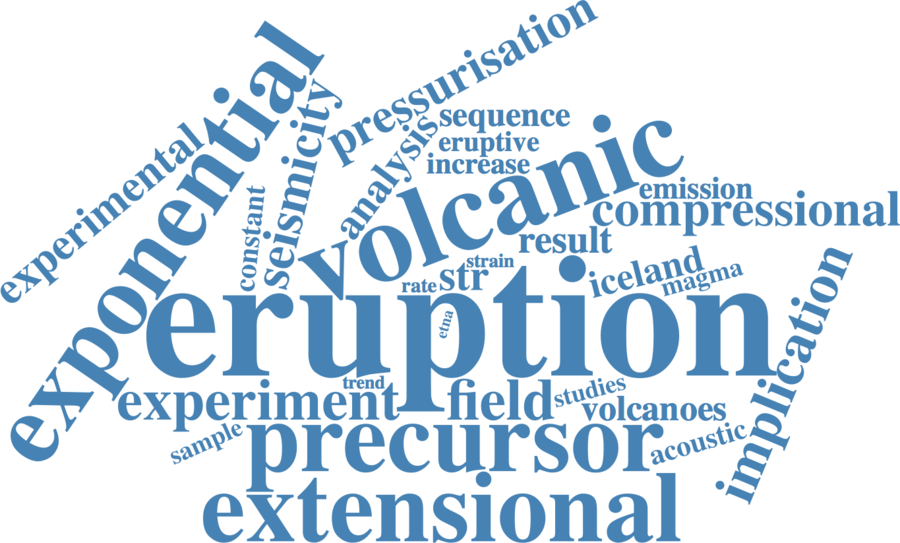 pressurisation
exponential
experimental
seismicity
analysis
sequence
eruptive
increase
volcanic
emission
compressional
constant
result
strain
str
rate
iceland
magma
eruption
etna
implication
trend
experiment
field
studies
volcanoes
sample
precursor
acoustic
extensional